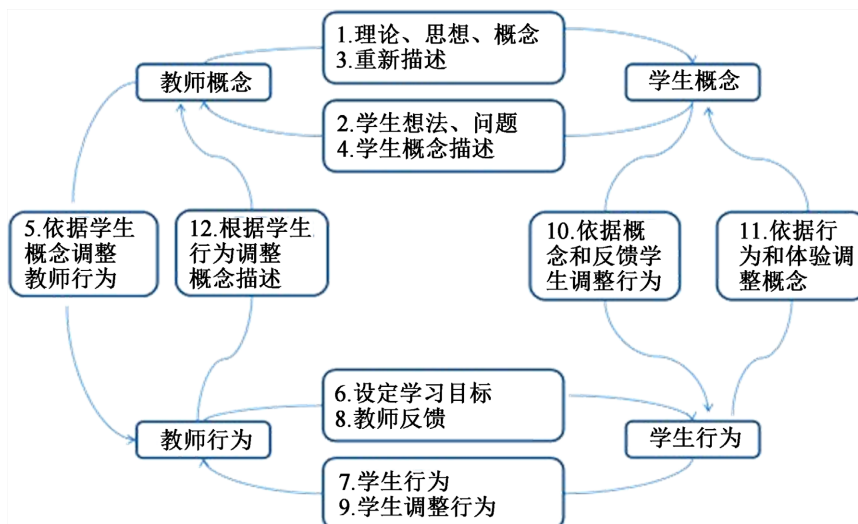 1.理论、思想、概念
3.重新描述
教师概念
学生概念
2.学生想法、问题
4.学生概念描述
5.依据学生
概念调整
教师行为
12.根据学生
行为调整
概念描述
10.依据概
念和反馈学
生调整行为
11.依据行
为和体验调
整概念
6.设定学习目标
8.教师反馈
教师行为
学生行为
7.学生行为
9.学生调整行为